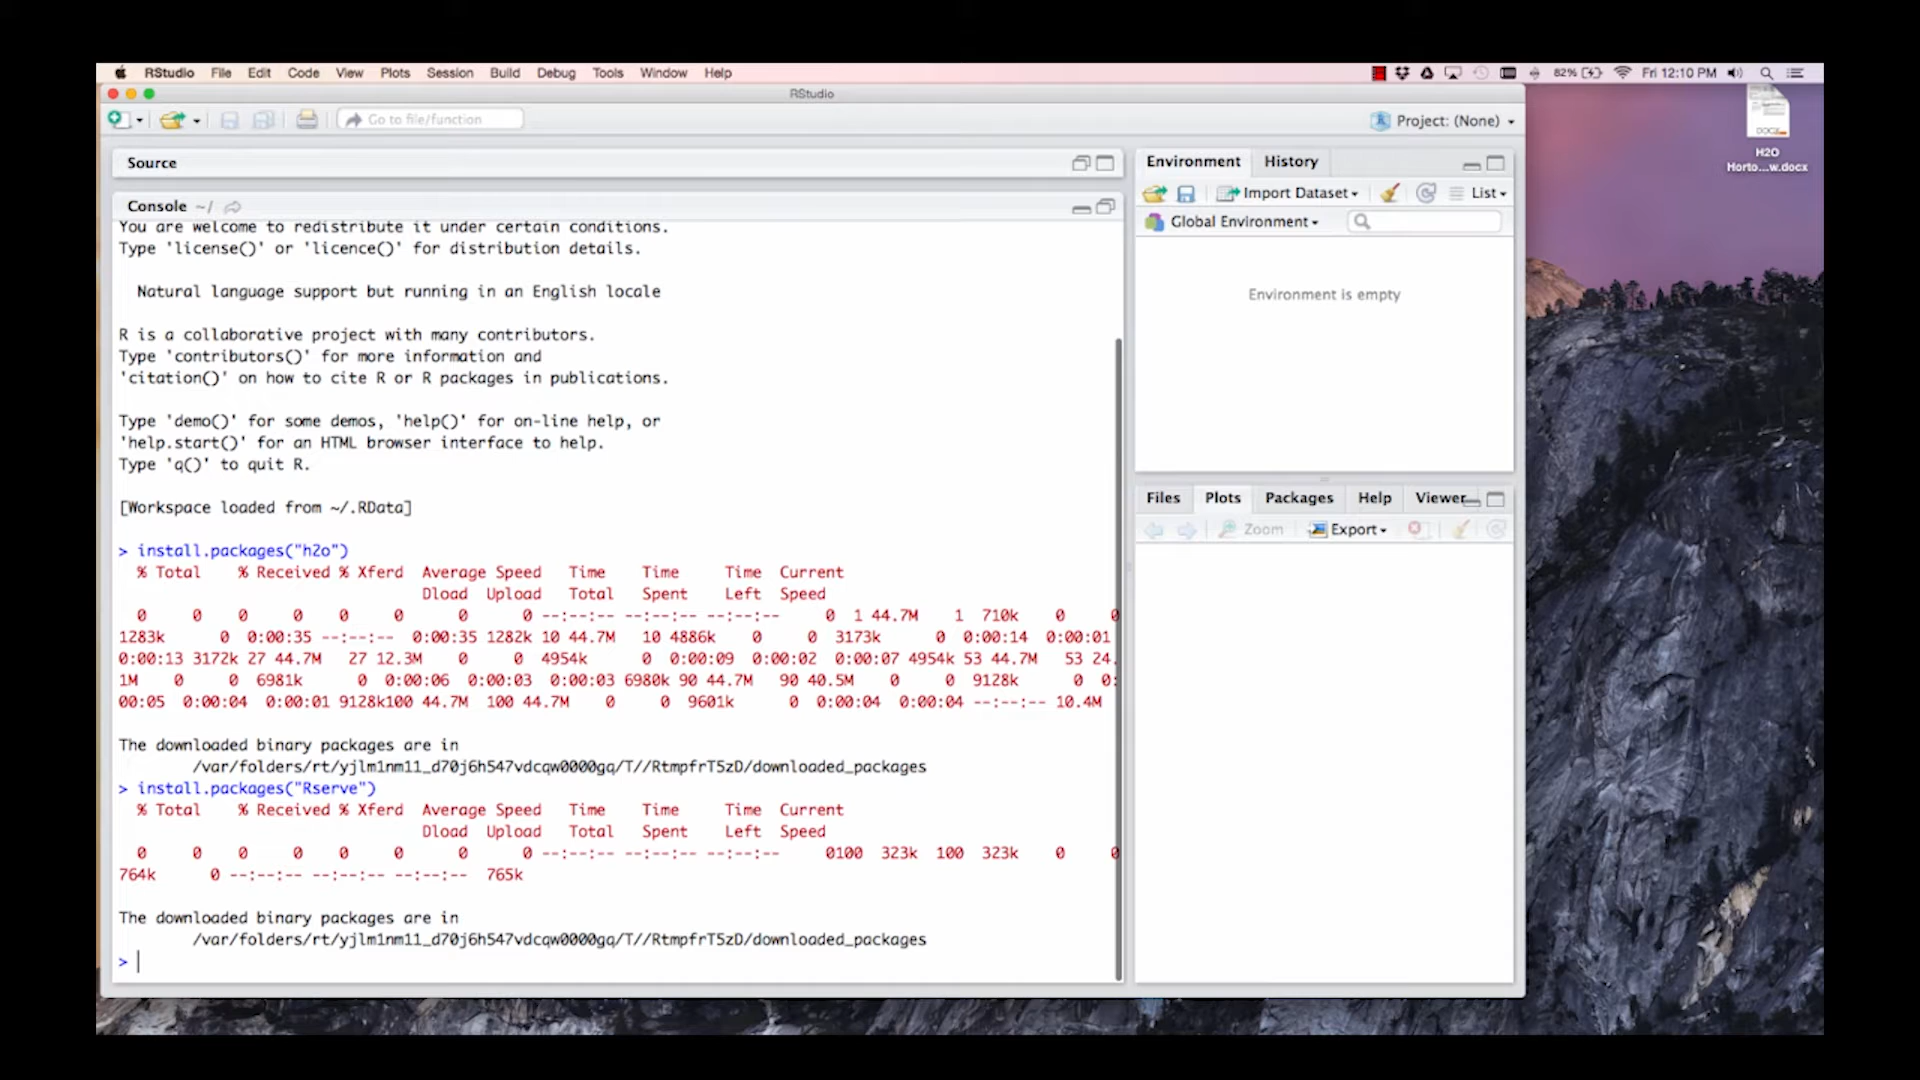 RStudio File Edit Code View Plots Session Build Debug Tools Window Help 82% Fri 12:10 PM
RStudio
Go to file/function Project: (None)
DOCX
H2O
Horto...w.docx
Source
Console ~/
You are welcome to redistribute it under certain conditions.
Type 'license()' or 'licence()' for distribution details.
Natural language support but running in an English locale
R is a collaborative project with many contributors.
Type 'contributors()' for more information and
'citation()' on how to cite R or R packages in publications.
Type 'demo()' for some demos, 'help()' for on-line help, or
'help.start()' for an HTML browser interface to help.
Type 'q()' to quit R.
[Workspace loaded from ~/.RData]
> install.packages("h2o")
% Total % Received % Xferd Average Speed Time Time Time Current
Dload Upload Total Spent Left Speed
0 0 0 0 0 0 0 0 --:--:-- --:--:-- --:--:-- 0 1 44.7M 1 710k 0 0
1283k 0 0:00:35 --:--:-- 0:00:35 1282k 10 44.7M 10 4886k 0 0 3173k 0 0:00:14 0:00:01
0:00:13 3172k 27 44.7M 27 12.3M 0 0 4954k 0 0:00:09 0:00:02 0:00:07 4954k 53 44.7M 53 24.
1M 0 0 6981k 0 0:00:06 0:00:03 0:00:03 6980k 90 44.7M 90 40.5M 0 0 9128k 0 0:
00:05 0:00:04 0:00:01 9128k100 44.7M 100 44.7M 0 0 9601k 0 0:00:04 0:00:04 --:--:-- 10.4M
The downloaded binary packages are in
/var/folders/rt/yjlm1nm11_d70j6h547vdcqw0000gq/T//RtmpfrT5zD/downloaded_packages
> install.packages("Rserve")
% Total % Received % Xferd Average Speed Time Time Time Current
Dload Upload Total Spent Left Speed
0 0 0 0 0 0 0 0 --:--:-- --:--:-- --:--:-- 0100 323k 100 323k 0 0
764k 0 --:--:-- --:--:-- --:--:-- 765k
The downloaded binary packages are in
/var/folders/rt/yjlm1nm11_d70j6h547vdcqw0000gq/T//RtmpfrT5zD/downloaded_packages
>
Environment History
Import Dataset List
Global Environment
Environment is empty
Files Plots Packages Help Viewer
Zoom Export